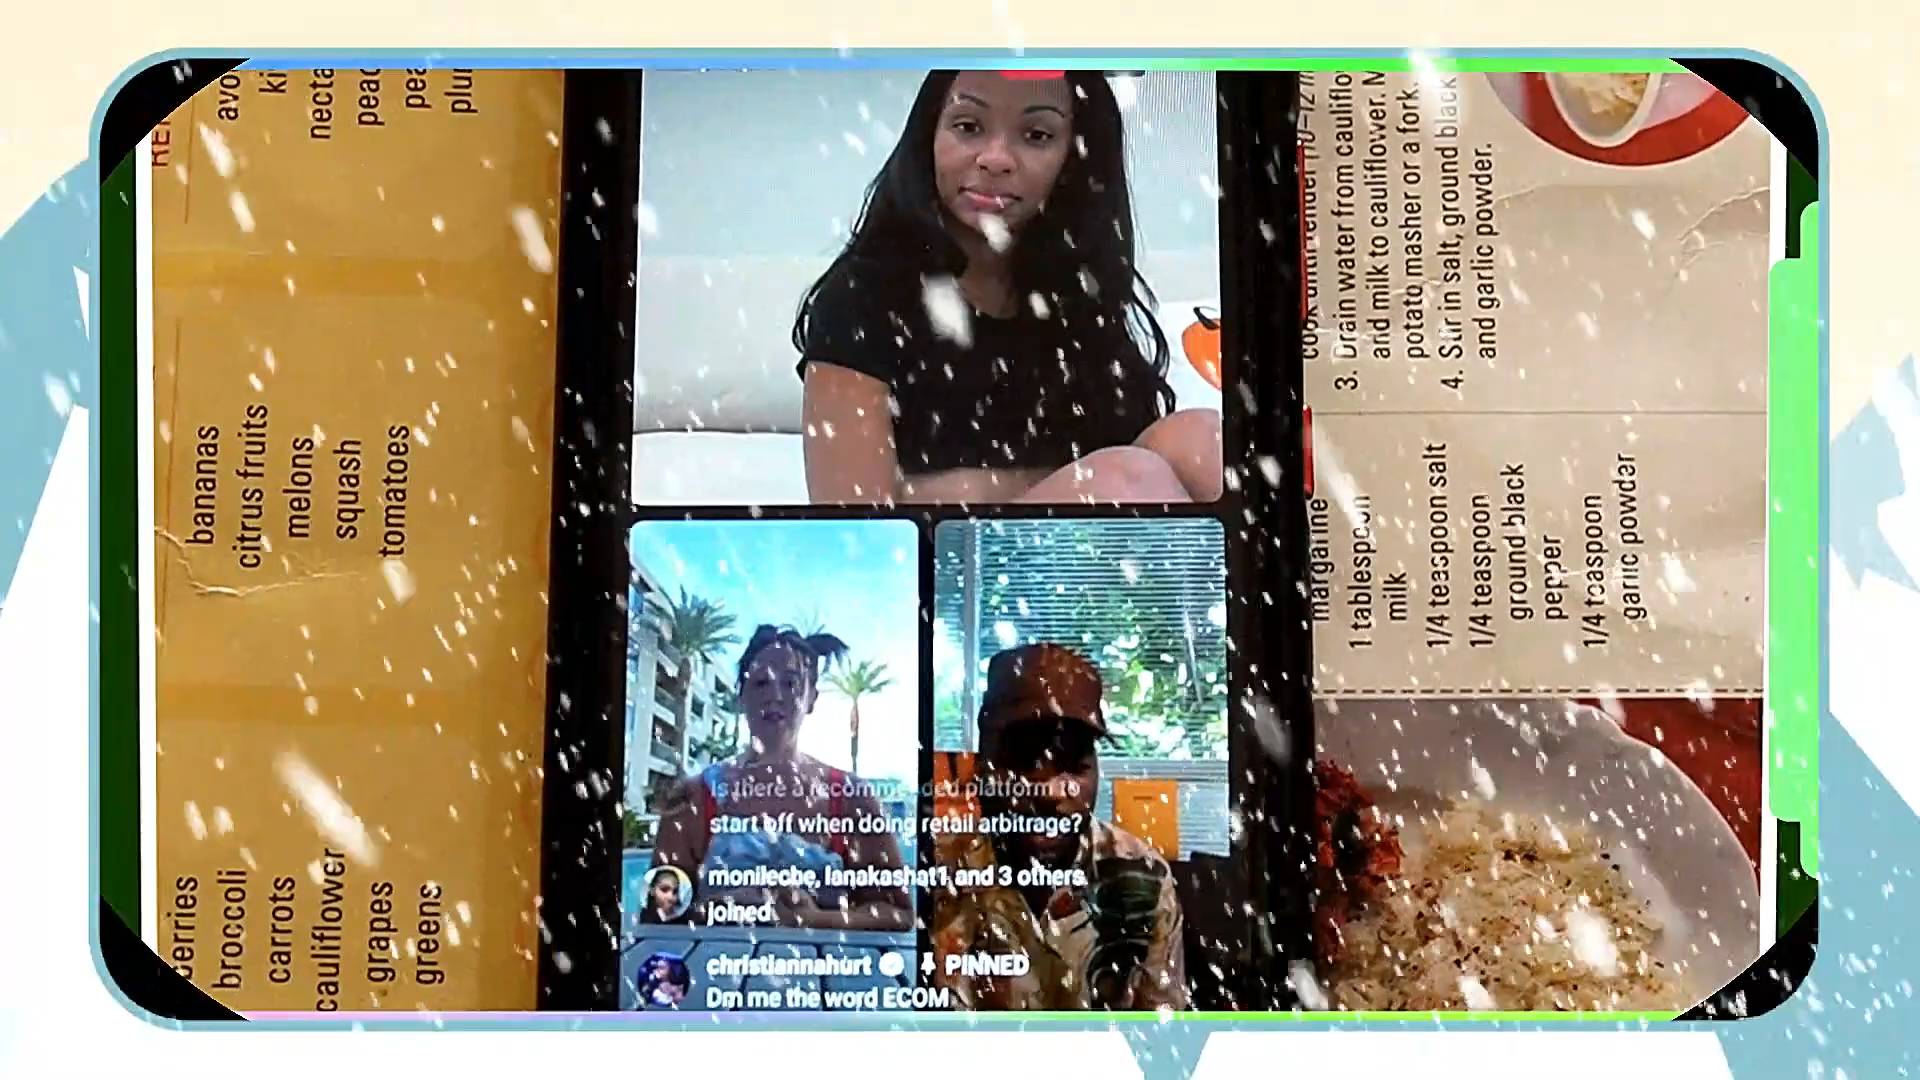 avo
ki
necta
peac
pea
plu
bananas
citrus fruits
melons
squash
tomatoes
berries
broccoli
carrots
cauliflower
grapes
greens
Is there a recommended platform to
start off when doing retail arbitrage?
monilecbe, lanakashat1 and 3 others
joined
christiannahurt PINNED
Dm me the word ECOM
3. Drain water from cauliflo
and milk to cauliflower. M
potato masher or a fork.
4. Stir in salt, ground black
and garlic powder.
margarine
1 tablespoon
milk
1/4 teaspoon salt
1/4 teaspoon
ground black
pepper
1/4 teaspoon
garlic powder